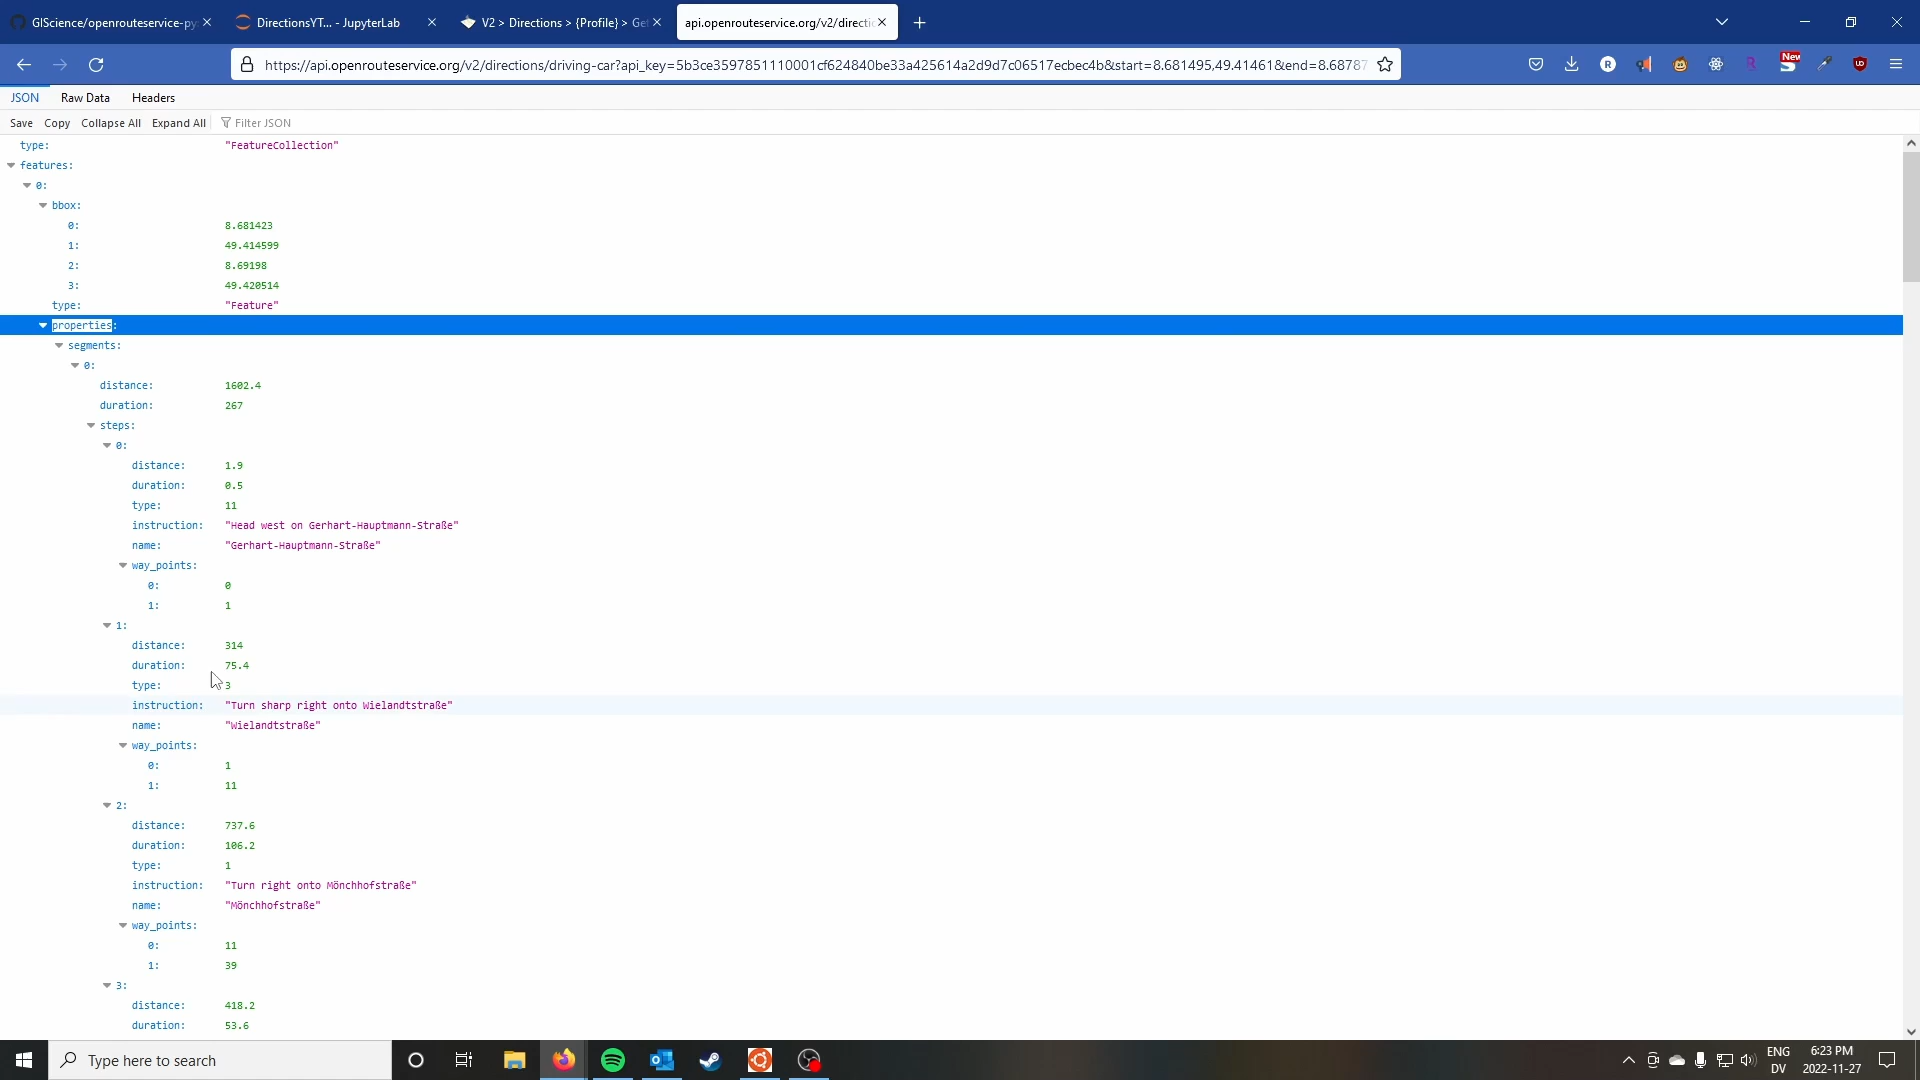 GIScience/openrouteservice-py
DirectionsYT... - JupyterLab
V2 > Directions > {Profile} > Ge
api.openrouteservice.org/v2/directi
https://api.openrouteservice.org/v2/directions/driving-car?api_key=5b3ce3597851110001cf624840be33a425614a2d9d7c06517ecbec4b&start=8.681495,49.41461&end=8.68787
New
JSON Raw Data Headers
Save Copy Collapse All Expand All Filter JSON
type: "FeatureCollection"
features:
0:
bbox:
0: 8.681423
1: 49.414599
2: 8.69198
3: 49.420514
type: "Feature"
properties:
segments:
0:
distance: 1602.4
duration: 267
steps:
0:
distance: 1.9
duration: 0.5
type: 11
instruction: "Head west on Gerhart-Hauptmann-Straße"
name: "Gerhart-Hauptmann-Straße"
way_points:
0: 0
1: 1
1:
distance: 314
duration: 75.4
type: 3
instruction: "Turn sharp right onto Wielandtstraße"
name: "Wielandtstraße"
way_points:
0: 1
1: 11
2:
distance: 737.6
duration: 106.2
type: 1
instruction: "Turn right onto Mönchhofstraße"
name: "Mönchhofstraße"
way_points:
0: 11
1: 39
3:
distance: 418.2
duration: 53.6
Type here to search
ENG
DV
6:23 PM
2022-11-27